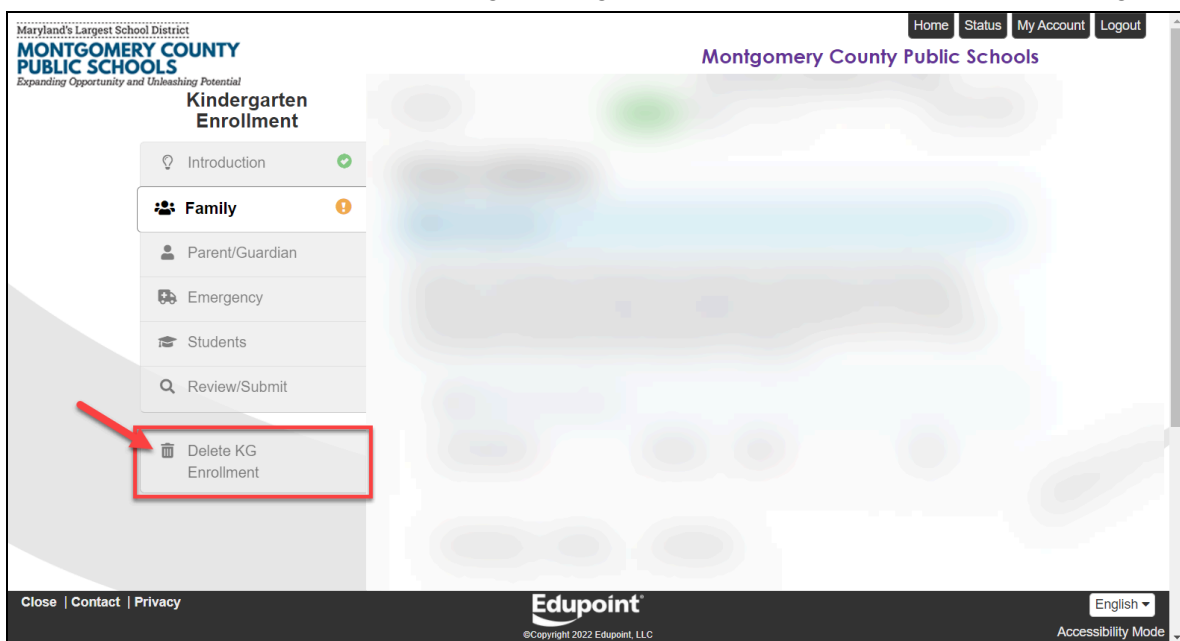 Home Status My Account Logout
Maryland's Largest School District
MONTGOMERY COUNTY
PUBLIC SCHOOLS
Expanding Opportunity and Unleashing Potential
Montgomery County Public Schools
Kindergarten
Enrollment
Introduction
Family
Parent/Guardian
Emergency
Students
Review/Submit
Delete KG
Enrollment
Close | Contact | Privacy
Edupoint
©Copyright 2022 Edupoint, LLC
English
Accessibility Mode